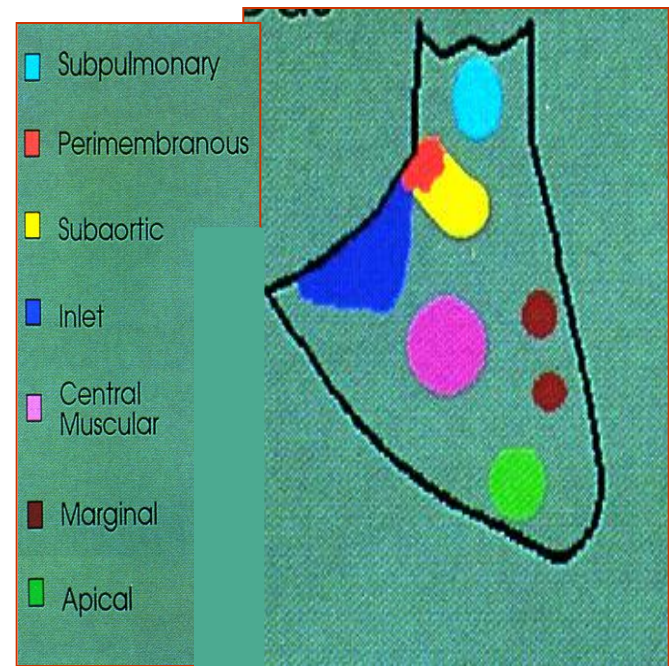 Subpulmonary
Perimembranous
Subaortic
Inlet
Central
Muscular
Marginal
Apical